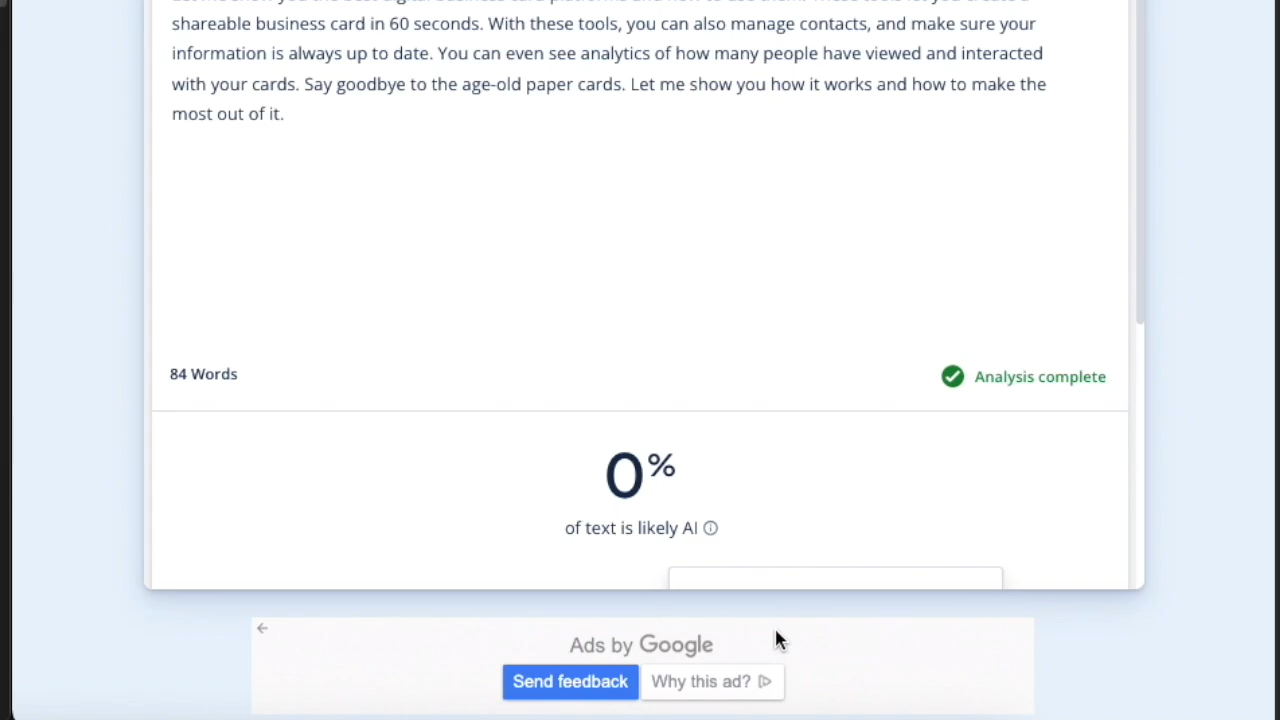 shareable business card in 60 seconds. With these tools, you can also manage contacts, and make sure your
information is always up to date. You can even see analytics of how many people have viewed and interacted
with your cards. Say goodbye to the age-old paper cards. Let me show you how it works and how to make the
most out of it.
84 Words
Analysis complete
0%
of text is likely AI
Ads by Google
Send feedback
Why this ad?